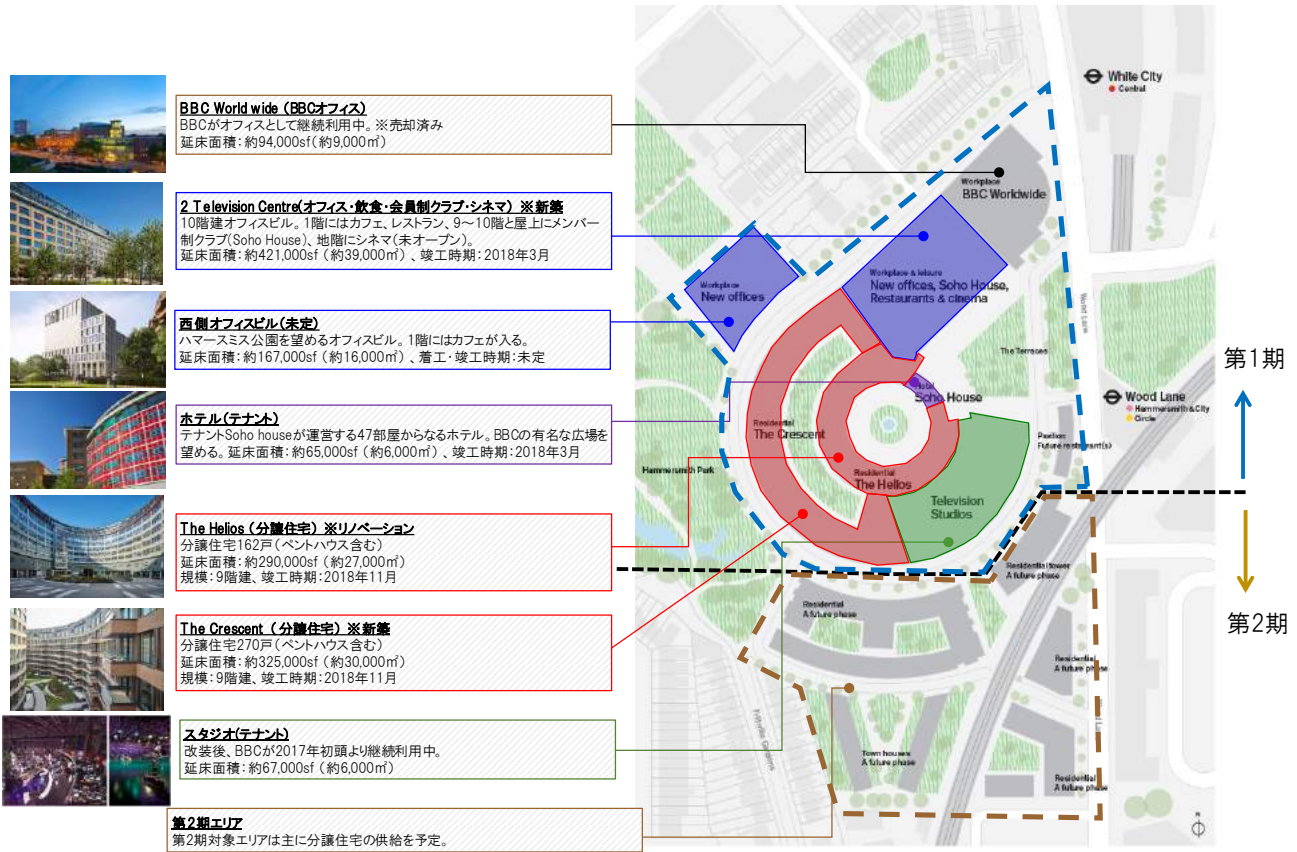 BBC World wide (BBCオフィス)
BBCがオフィスとして継続利用中。※売却済み
延床面積：約94,000sf（約9,000㎡）
2 Television Centre(オフィス・飲食・会員制クラブ・シネマ) ※新築
10階建オフィスビル。1階にはカフェ、レストラン、9～10階と屋上にメンバー
制クラブ(Soho House)、地階にシネマ(未オープン)。
延床面積：約421,000sf（約39,000㎡）、竣工時期：2018年3月
西側オフィスビル（未定）
ハマースミス公園を望めるオフィスビル。1階にはカフェが入る。
延床面積：約167,000sf（約16,000㎡）、着工・竣工時期：未定
ホテル（テナント）
テナントSoho houseが運営する47部屋からなるホテル。BBCの有名な広場を
望める。延床面積：約65,000sf（約6,000㎡）、竣工時期：2018年3月
The Helios（分譲住宅）※リノベーション
分譲住宅162戸（ペントハウス含む）
延床面積：約290,000sf（約27,000㎡）
規模：9階建、竣工時期：2018年11月
The Crescent（分譲住宅）※新築
分譲住宅270戸（ペントハウス含む）
延床面積：約325,000sf（約30,000㎡）
規模：9階建、竣工時期：2018年11月
スタジオ(テナント)
改装後、BBCが2017年初頭より継続利用中。
延床面積：約67,000sf（約6,000㎡）
第2期エリア
第2期対象エリアは主に分譲住宅の供給を予定。
White City
Central
Workplace
BBC Worldwide
Workplace
New offices
Workplace & leisure
New offices, Soho House,
Restaurants & cinema
Wood Lane
The Terraces
Hotel
Soho House
Wood Lane
Hammersmith & City
Circle
Residential
The Crescent
Pavilion
Future restaurant(s)
Hammersmith Park
Residential
The Helios
Television
Studios
Residential tower
A future phase
Residential
A future phase
Residential
A future phase
Frithville Gardens
Town houses
A future phase
Residential
A future phase
N
第1期
第2期